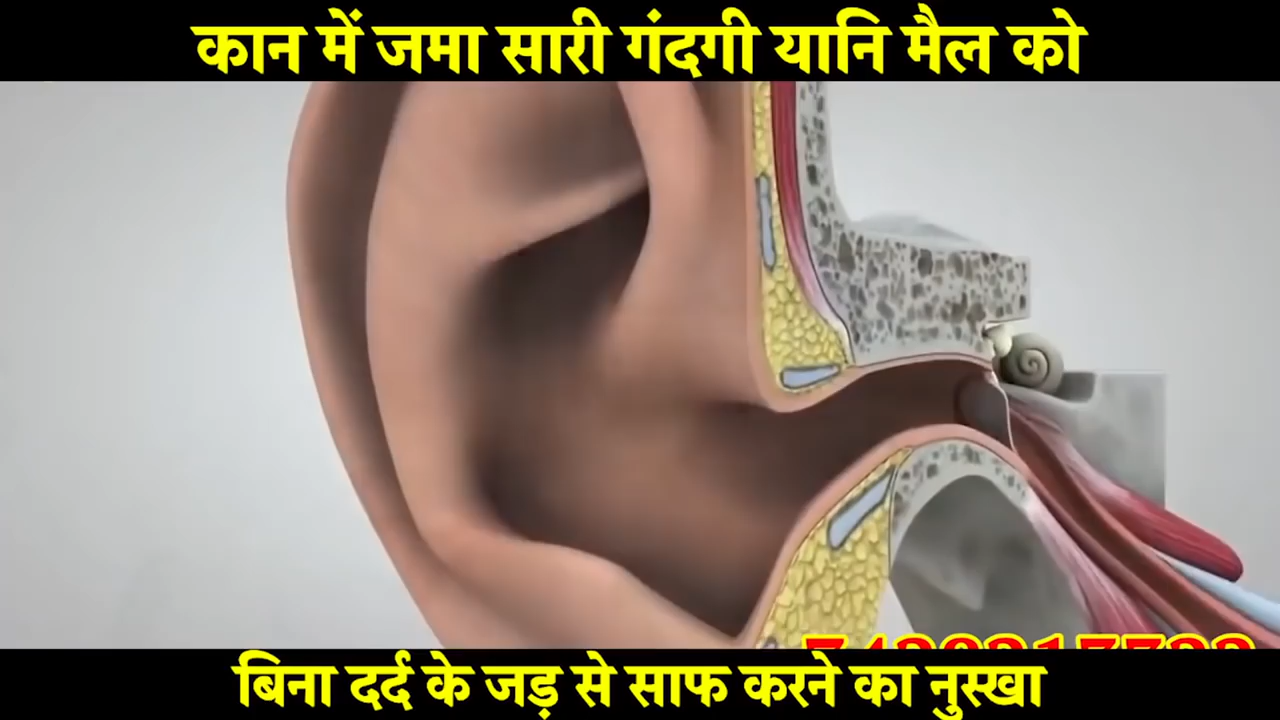 कान में जमा सारी गंदगी यानि मैल को
बिना दर्द के जड़ से साफ करने का नुस्खा